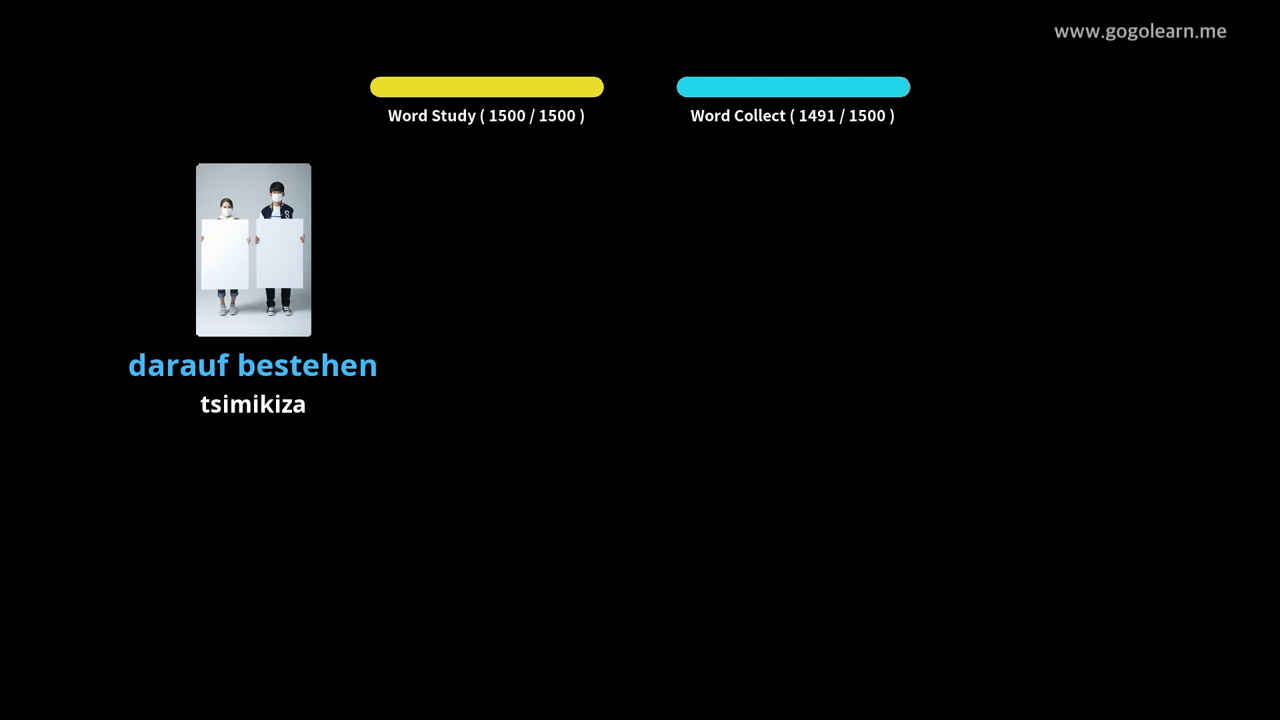 www.gogolearn.me
Word Study ( 1500 / 1500 )
Word Collect ( 1491 / 1500 )
S
darauf bestehen
tsimikiza